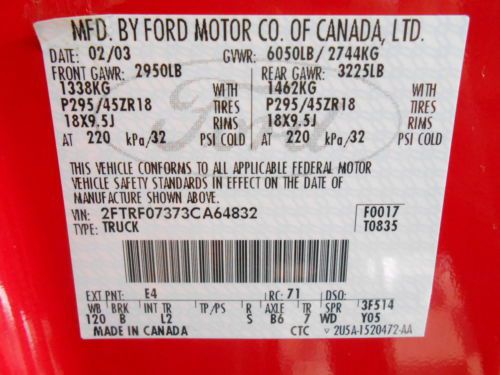 MFD. BY FORD MOTOR CO. OF CANADA, LTD.
DATE: 02/03 GVWR: 6050LB/ 2744KG
FRONT GAWR: 2950LB REAR GAWR: 3225LB
1338KG WITH 1462KG WITH
P295/45ZR18 TIRES P295/45ZR18 TIRES
18X9.5J RIMS 18X9.5J RIMS
AT 220 kPa/32 PSI COLD AT 220 kPa/32 PSI COLD
Ford
THIS VEHICLE CONFORMS TO ALL APPLICABLE FEDERAL MOTOR
VEHICLE SAFETY STANDARDS IN EFFECT ON THE DATE OF
MANUFACTURE SHOWN ABOVE.
VIN: 2FTRF07373CA64832 F0017
TYPE: TRUCK T0835
EXT PNT: E4 RC: 71 DSO:
WB BRK INT TR TP/PS R AXLE TR SPR 3F514
120 B L2 S B6 7 WD Y05
MADE IN CANADA CTC ▽ 2U5A-1520472-AA